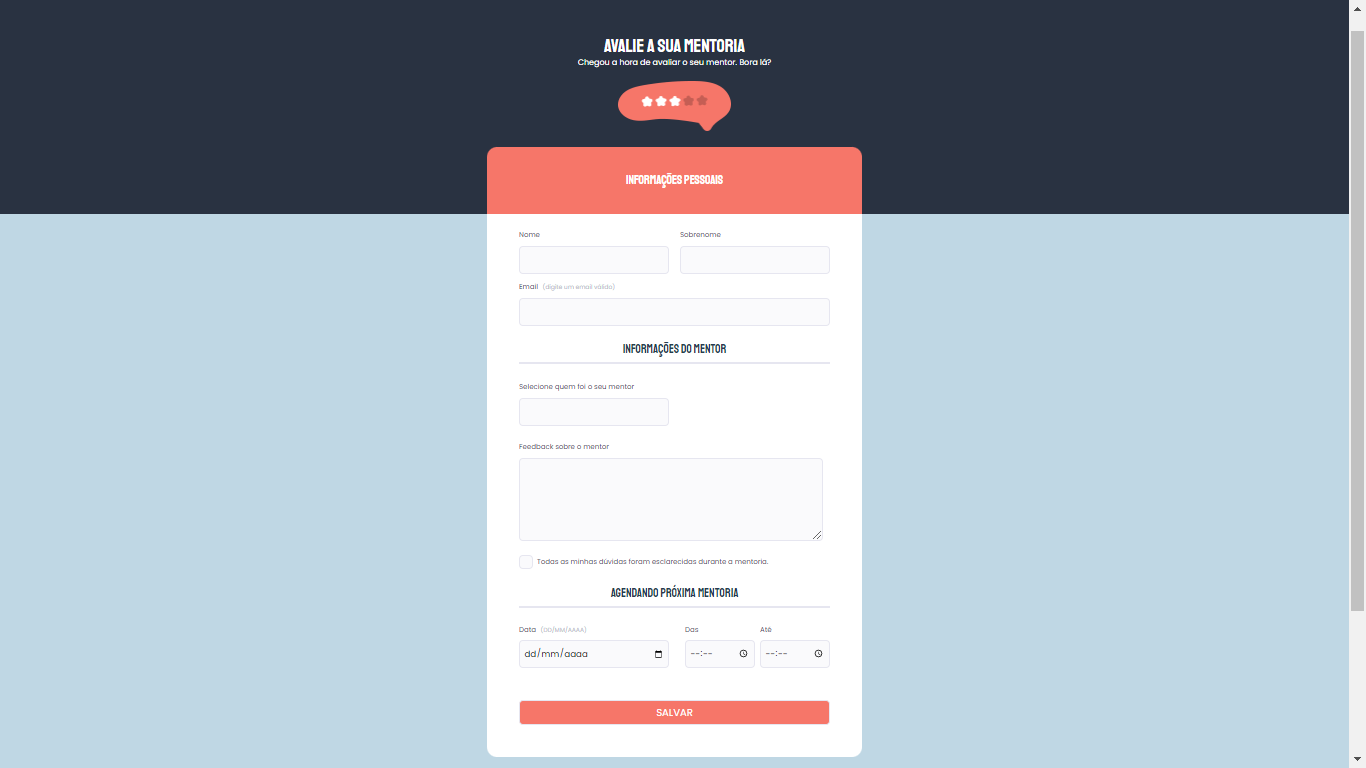 AVALIE A SUA MENTORIA
Chegou a hora de avaliar o seu mentor. Bora lá?
INFORMAÇÕES PESSOAIS
Nome Sobrenome
Email (digite um email válido)
INFORMAÇÕES DO MENTOR
Selecione quem foi o seu mentor
Feedback sobre o mentor
Todas as minhas dúvidas foram esclarecidas durante a mentoria.
AGENDANDO PRÓXIMA MENTORIA
Data (DD/MM/AAAA) Das Até
dd/mm/aaaa --:-- --:--
SALVAR